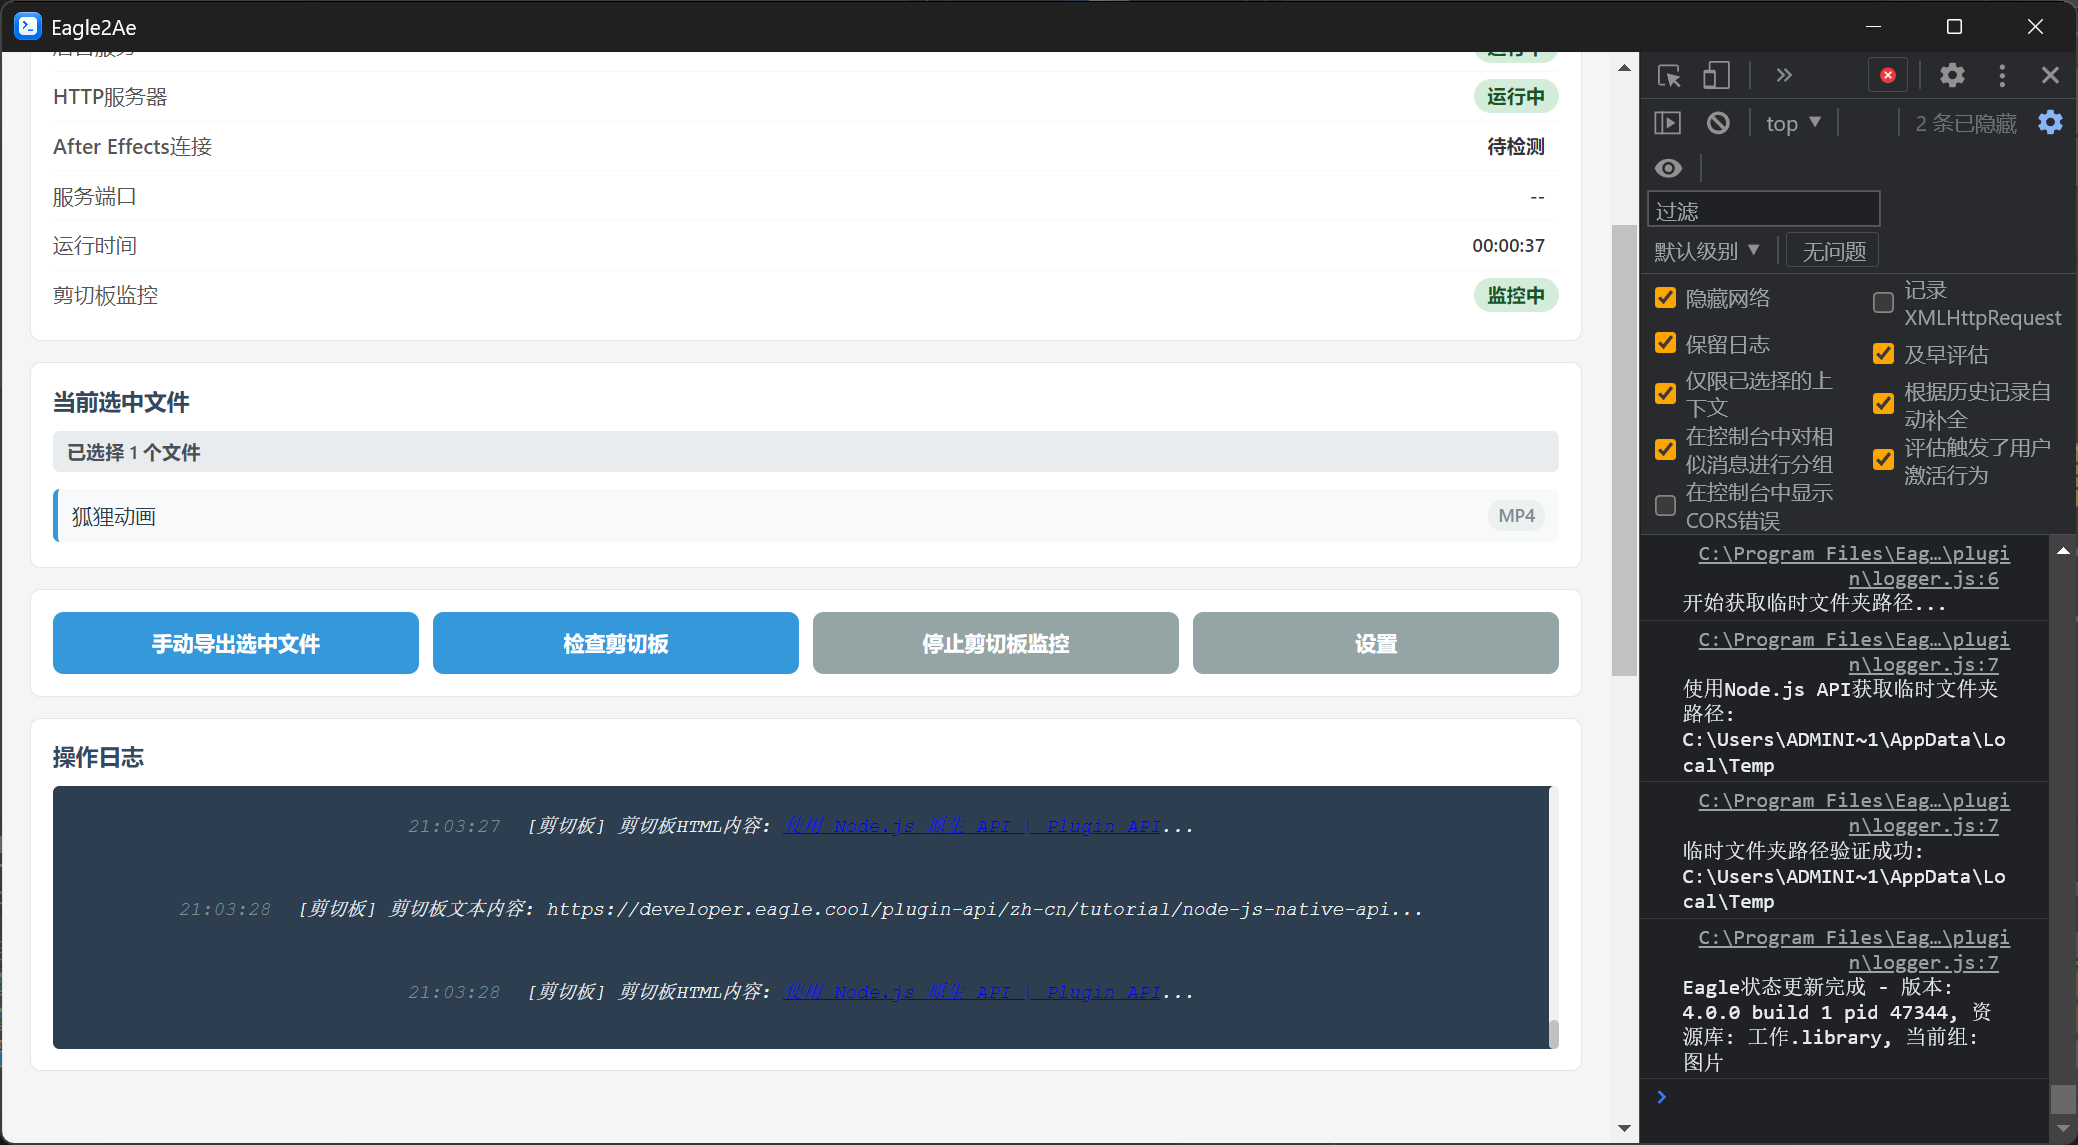 Eagle2Ae
HTTP服务器
运行中
After Effects连接
待检测
服务端口
--
运行时间
00:00:37
剪切板监控
监控中
当前选中文件
已选择 1 个文件
狐狸动画
MP4
手动导出选中文件
检查剪切板
停止剪切板监控
设置
操作日志
21:03:27 [剪切板] 剪切板HTML内容: 使用 Node.js 原生 API | Plugin API...
21:03:28 [剪切板] 剪切板文本内容: https://developer.eagle.cool/plugin-api/zh-cn/tutorial/node-js-native-api...
21:03:28 [剪切板] 剪切板HTML内容: 使用 Node.js 原生 API | Plugin API...
top
2 条已隐藏
过滤
默认级别
无问题
隐藏网络
记录
XMLHttpRequest
保留日志
及早评估
仅限已选择的上
下文
根据历史记录自
动补全
在控制台中对相
似消息进行分组
评估触发了用户
激活行为
在控制台中显示
CORS错误
C:\Program Files\Eag…\plugi
n\logger.js:6
开始获取临时文件夹路径...
C:\Program Files\Eag…\plugi
n\logger.js:7
使用Node.js API获取临时文件夹
路径:
C:\Users\ADMINI~1\AppData\Lo
cal\Temp
C:\Program Files\Eag…\plugi
n\logger.js:7
临时文件夹路径验证成功:
C:\Users\ADMINI~1\AppData\Lo
cal\Temp
C:\Program Files\Eag…\plugi
n\logger.js:7
Eagle状态更新完成 - 版本:
4.0.0 build 1 pid 47344, 资
源库: 工作.library, 当前组:
图片